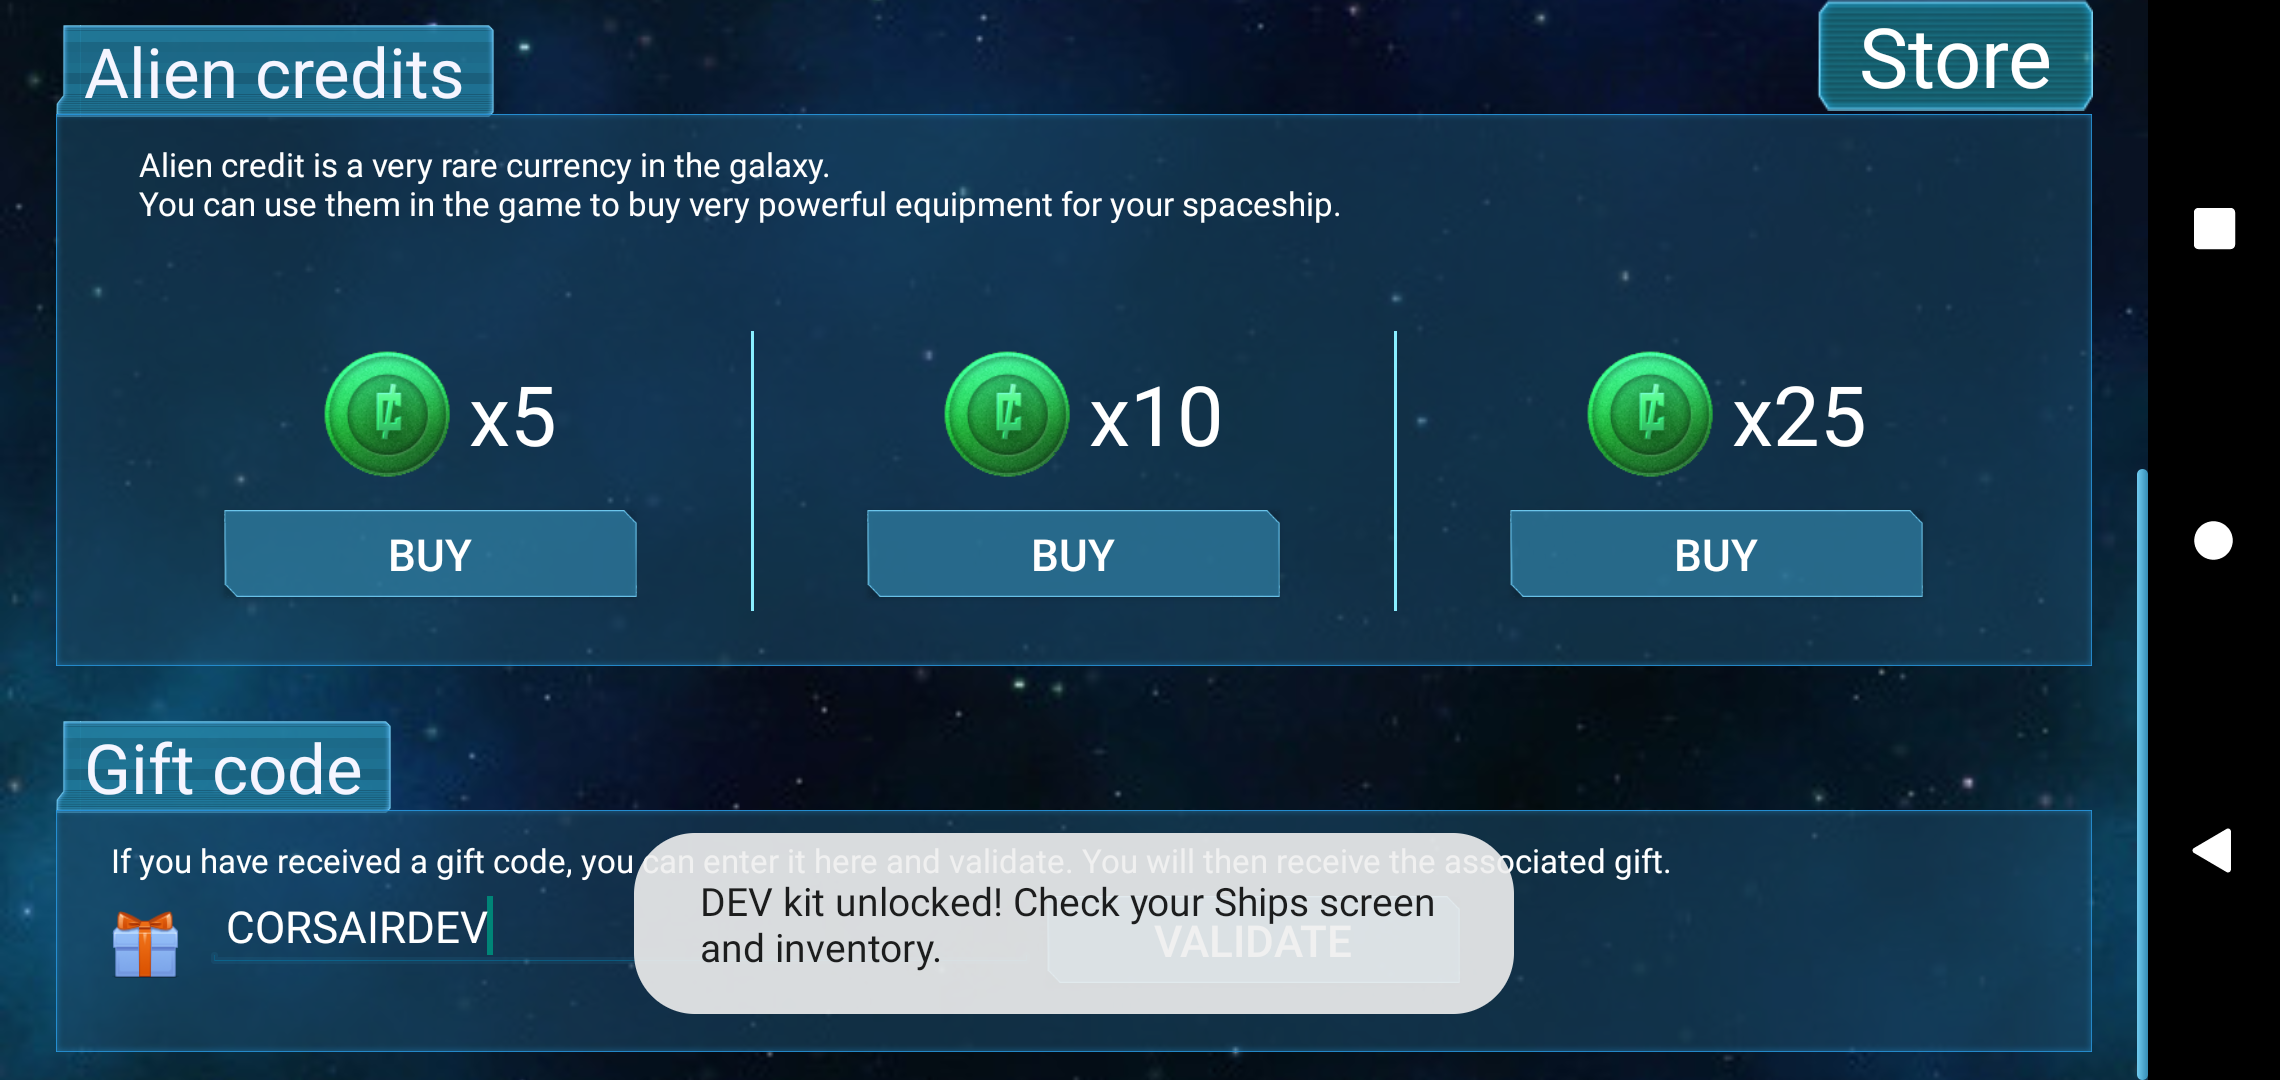 Alien credits
Store
Alien credit is a very rare currency in the galaxy.
You can use them in the game to buy very powerful equipment for your spaceship.
x5
x10
x25
BUY
BUY
BUY
Gift code
If you have received a gift code, you can enter it here and validate. You will then receive the associated gift.
CORSAIRDEV
VALIDATE
DEV kit unlocked! Check your Ships screen
and inventory.